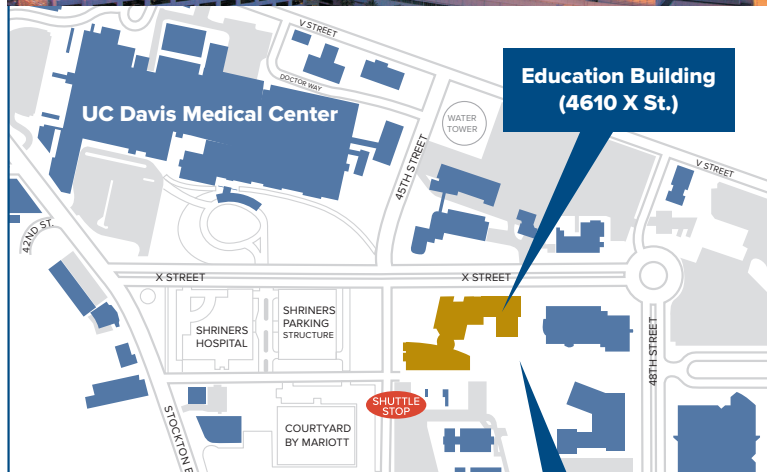 V STREET
DOCTOR WAY
Education Building
(4610 X St.)
UC Davis Medical Center
WATER
TOWER
45TH STREET
V STREET
42ND ST.
X STREET
X STREET
SHRINERS
HOSPITAL
SHRINERS
PARKING
STRUCTURE
48TH STREET
SHUTTLE
STOP
STOCKTON B
COURTYARD
BY MARIOTT